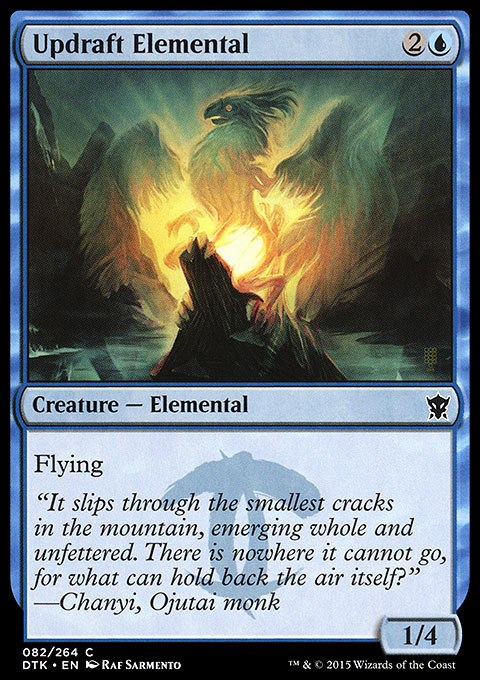 Updraft Elemental 2
Creature — Elemental
Flying
“It slips through the smallest cracks
in the mountain, emerging whole and
unfettered. There is nowhere it cannot go,
for what can hold back the air itself?”
—Chanyi, Ojutai monk
1/4
082/264 C
DTK • EN Raf Sarmento
™ & © 2015 Wizards of the Coast